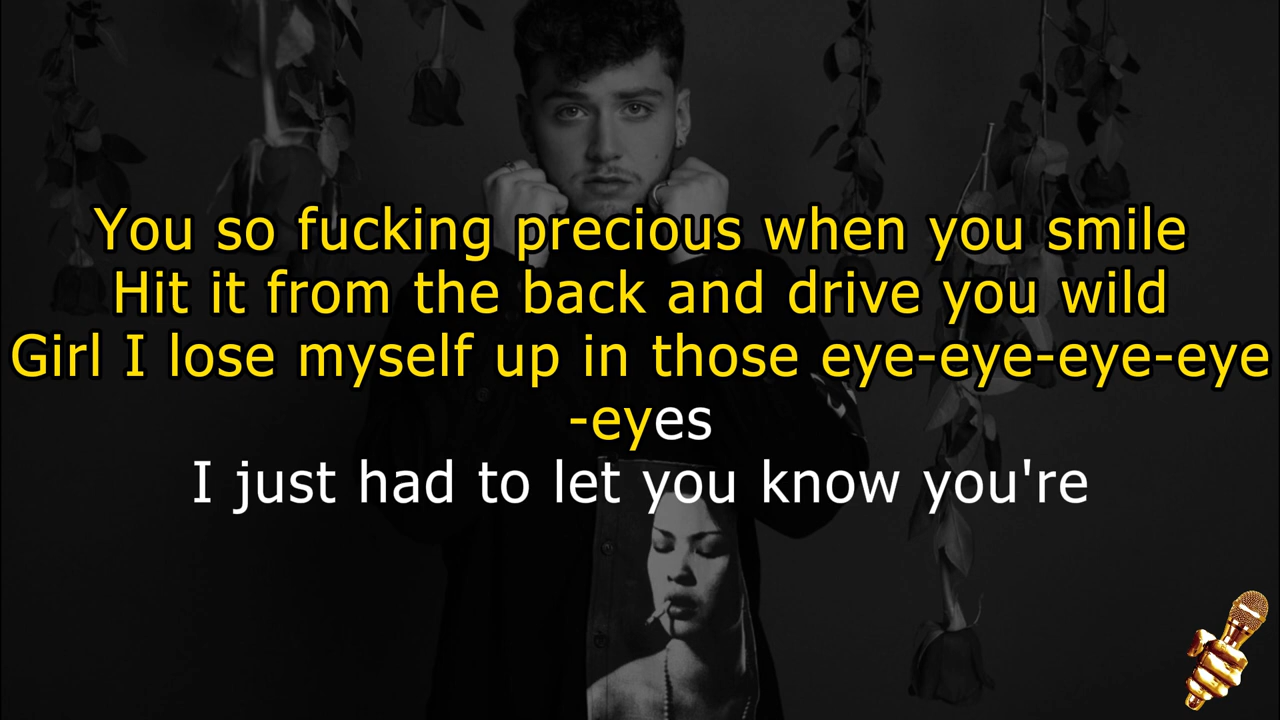 You so fucking precious when you smile
Hit it from the back and drive you wild
Girl I lose myself up in those eye-eye-eye-eye
-eyes
I just had to let you know you're